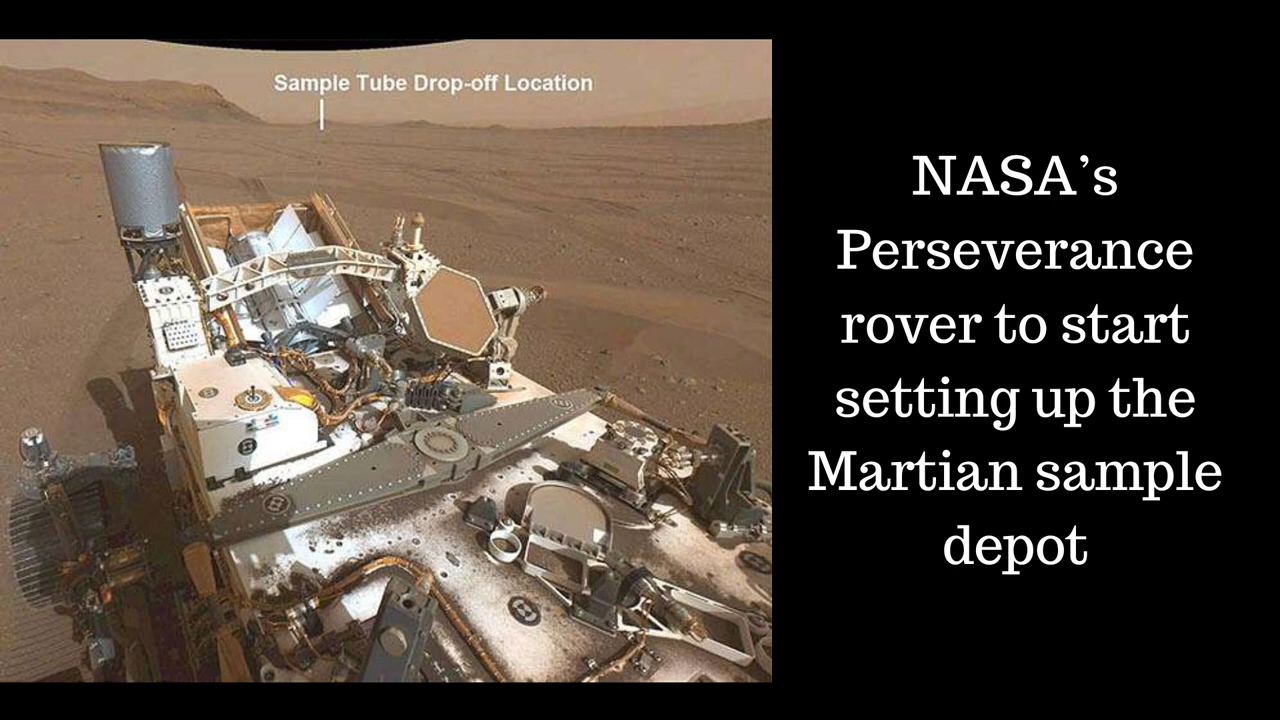 Sample Tube Drop-off Location
NASA’s
Perseverance
rover to start
setting up the
Martian sample
depot